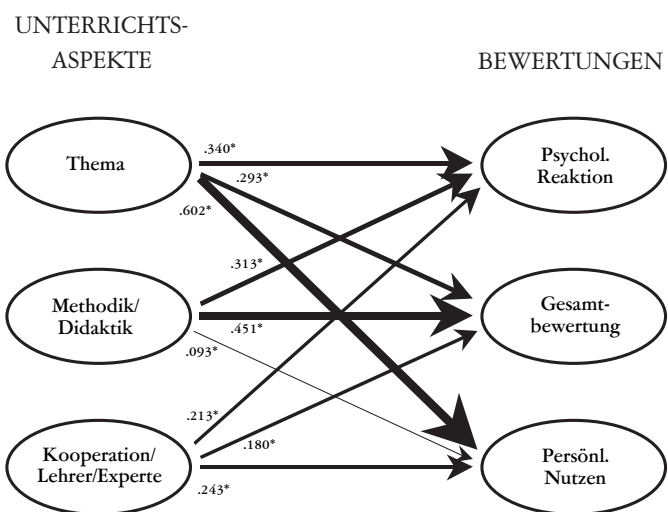 UNTERRICHTS-
ASPEKTE
BEWERTUNGEN
Thema
Psychol.
Reaktion
.340*
.293*
.602*
Methodik/
Didaktik
Gesamt-
bewertung
.313*
.451*
.093*
Kooperation/
Lehrer/Experte
Persönl.
Nutzen
.213*
.180*
.243*